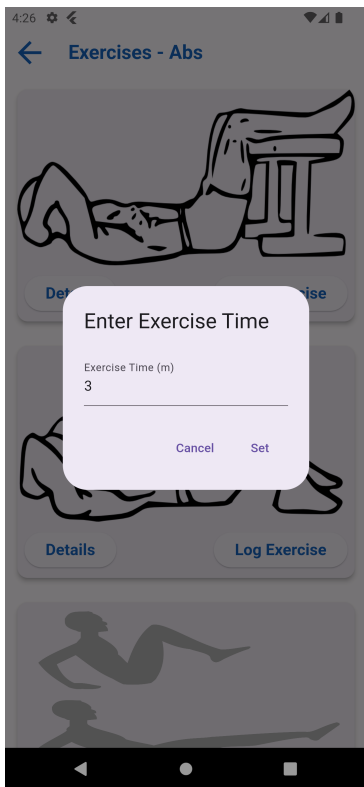 4:26
Exercises - Abs
Enter Exercise Time
Exercise Time (m)
3
Cancel Set
Details Log Exercise